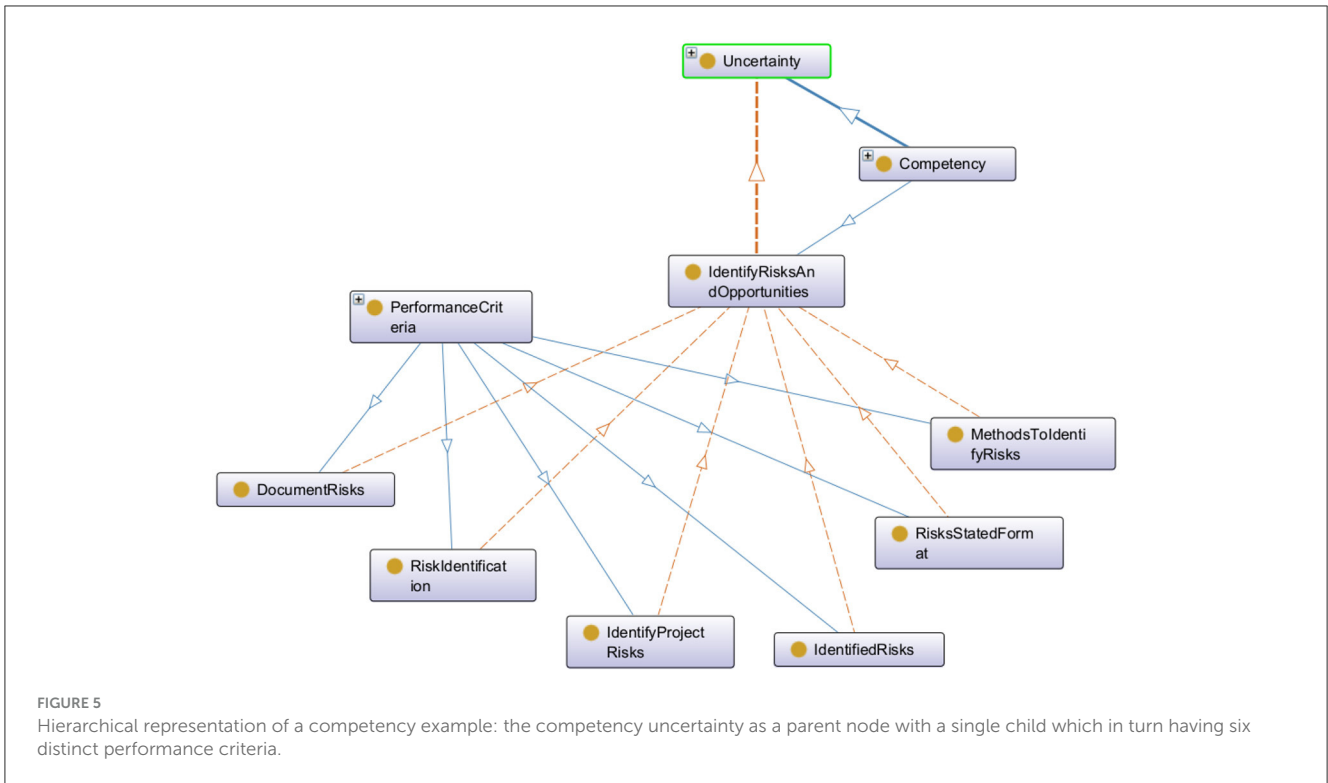 Uncertainty
Competency
IdentifyRisksAn
dOpportunities
PerformanceCrit
eria
MethodsToIdenti
fyRisks
DocumentRisks
RisksStatedForm
at
RiskIdentificat
ion
IdentifyProject
Risks
IdentifiedRisks
FIGURE 5
Hierarchical representation of a competency example: the competency uncertainty as a parent node with a single child which in turn having six
distinct performance criteria.